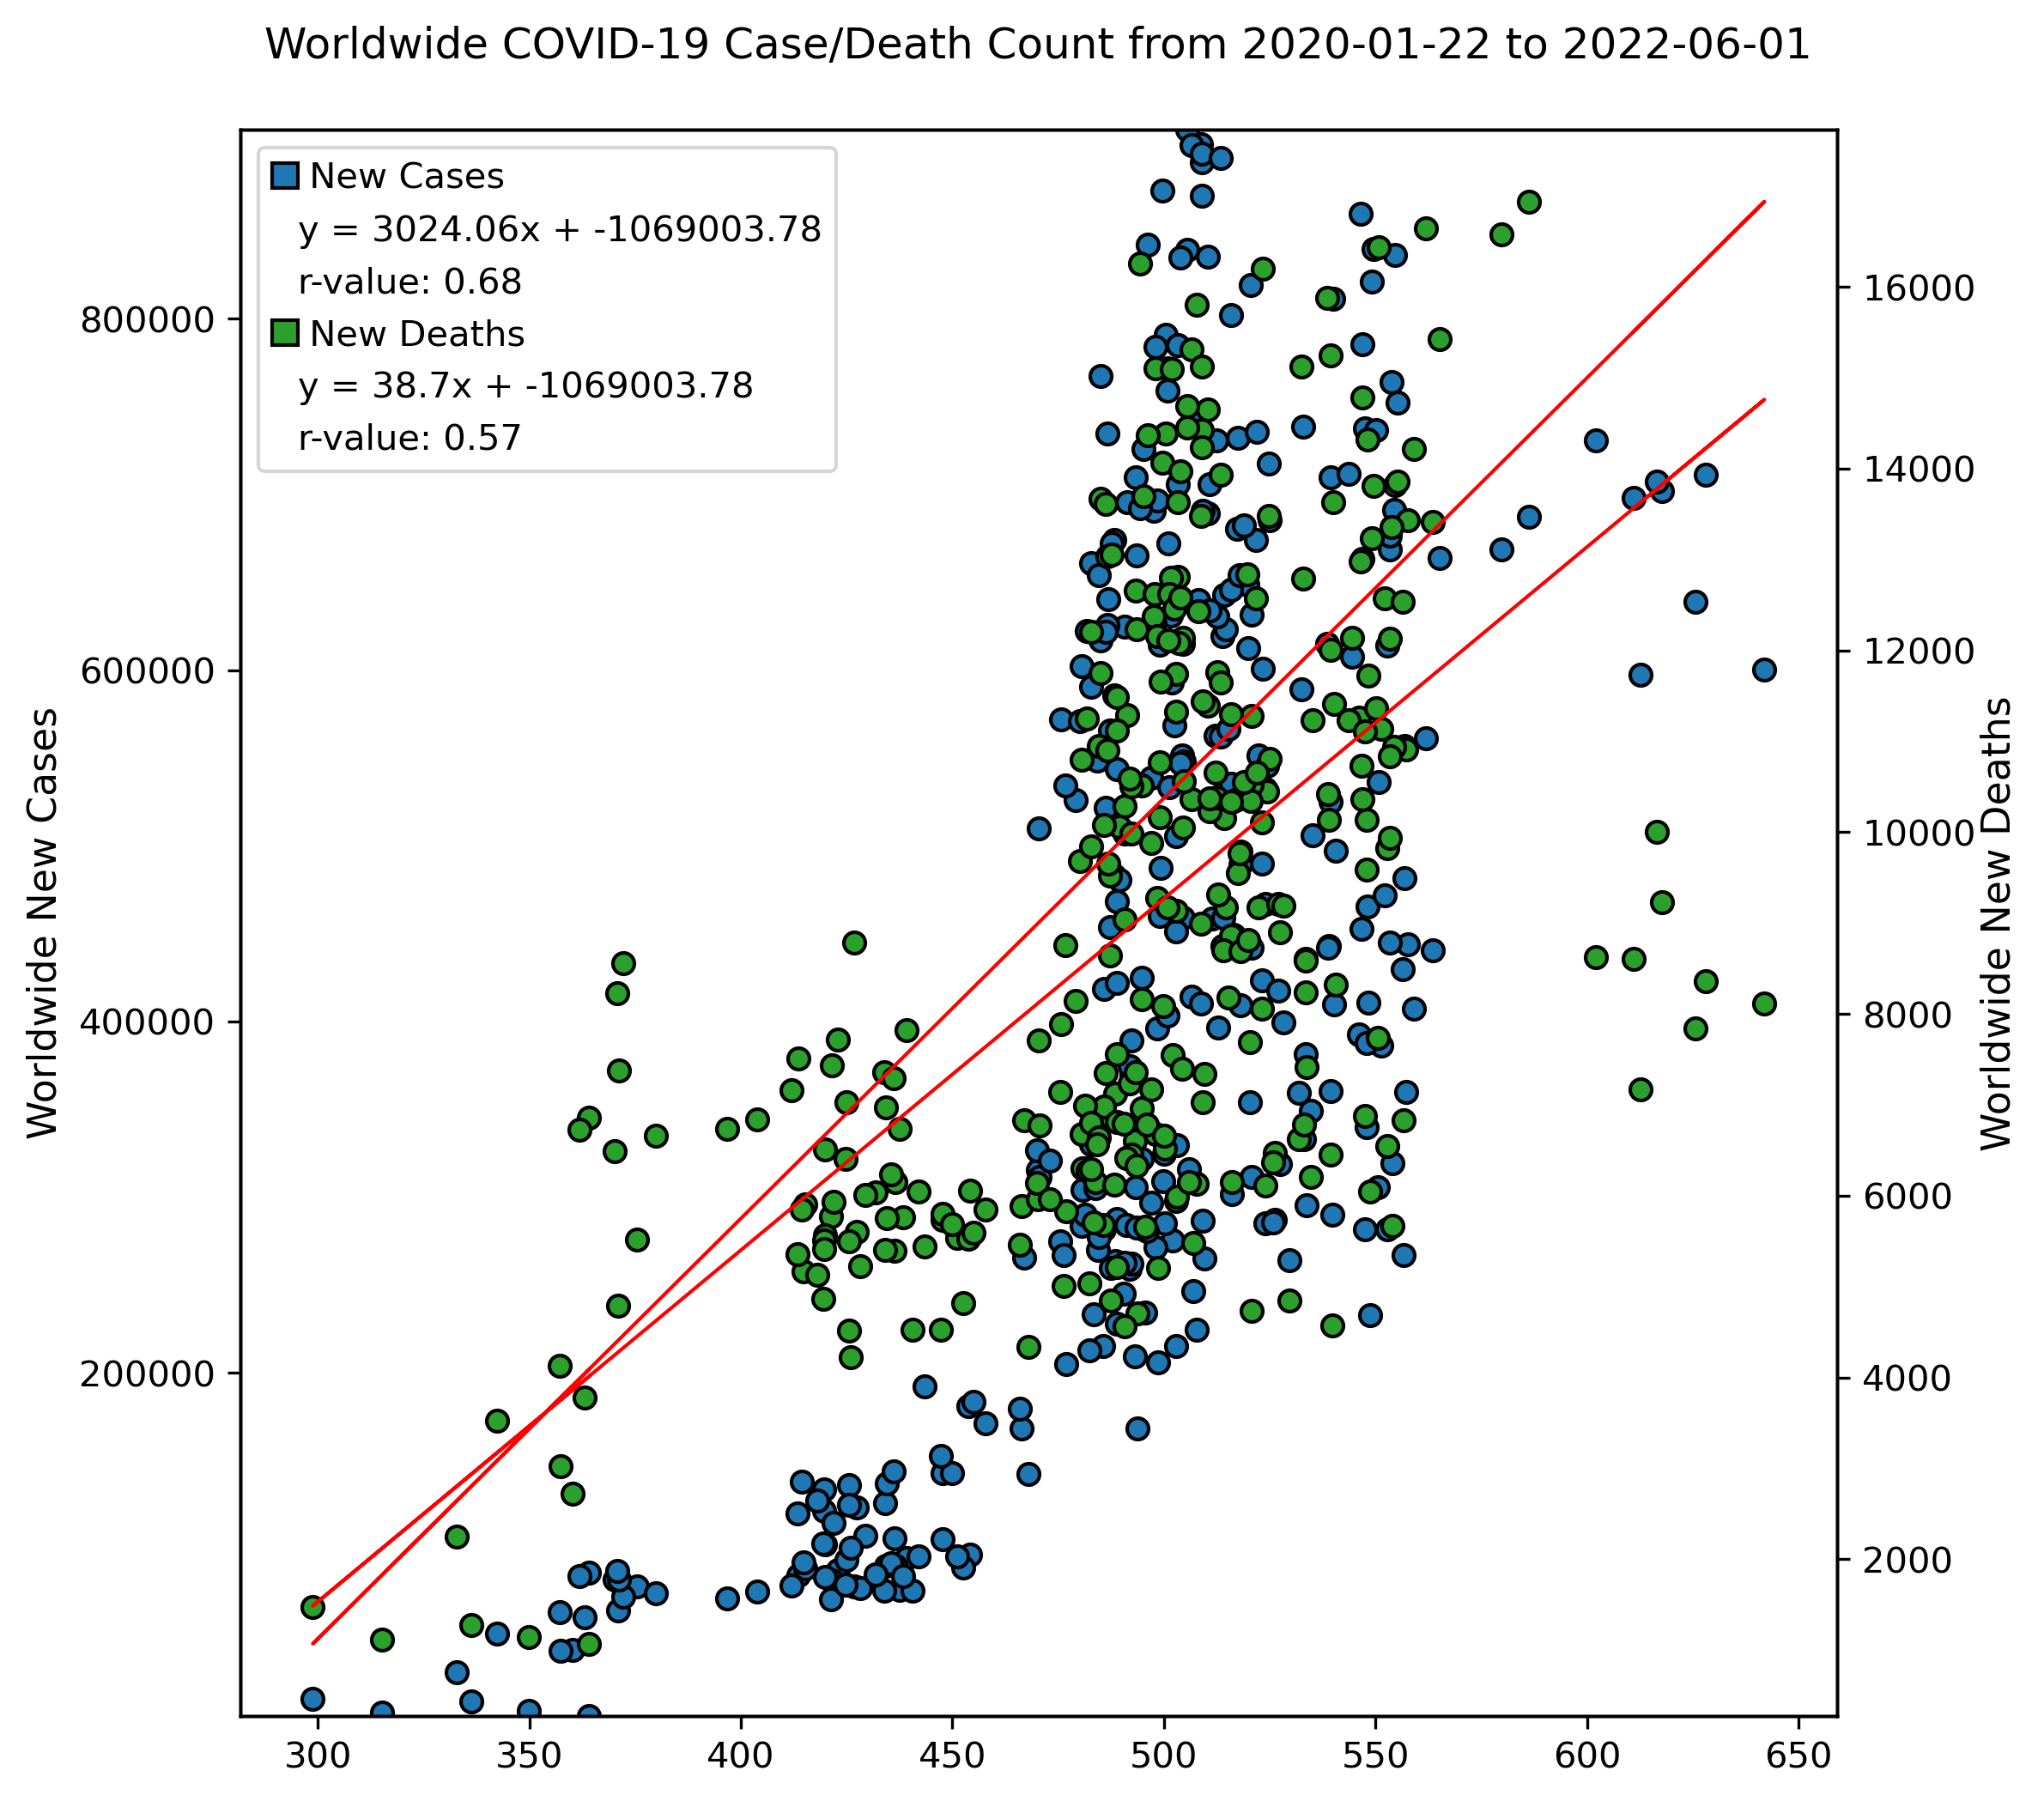 Worldwide COVID-19 Case/Death Count from 2020-01-22 to 2022-06-01
New Cases
y = 3024.06x + -1069003.78
r-value: 0.68
New Deaths
y = 38.7x + -1069003.78
r-value: 0.57
Worldwide New Cases
800000
600000
400000
200000
16000
14000
12000
10000
8000
6000
4000
2000
Worldwide New Deaths
300 350 400 450 500 550 600 650